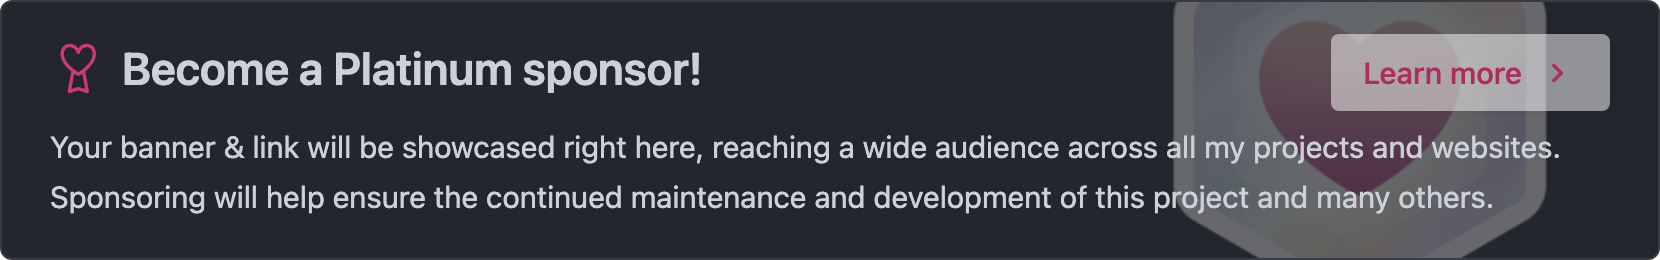 Become a Platinum sponsor!
Learn more
Your banner & link will be showcased right here, reaching a wide audience across all my projects and websites.
Sponsoring will help ensure the continued maintenance and development of this project and many others.